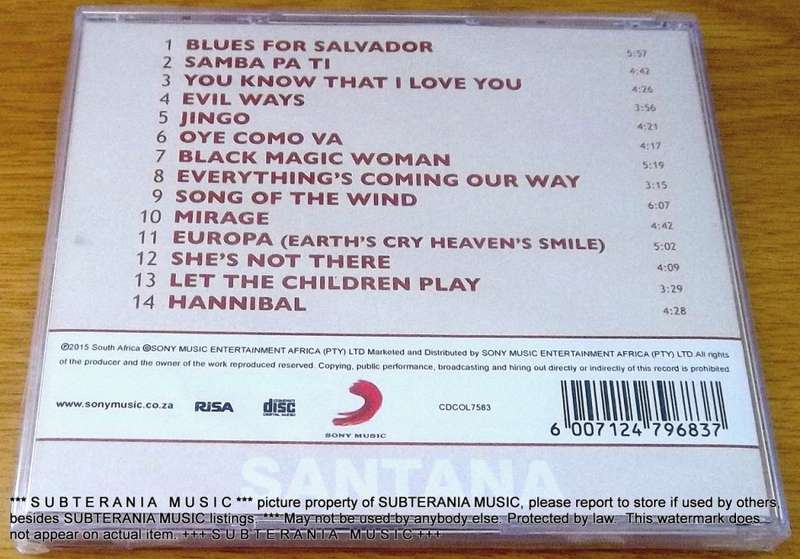 1 BLUES FOR SALVADOR 5:57
2 SAMBA PA TI 4:42
3 YOU KNOW THAT I LOVE YOU 4:26
4 EVIL WAYS 3:56
5 JINGO 4:21
6 OYE COMO VA 4:17
7 BLACK MAGIC WOMAN 5:19
8 EVERYTHING'S COMING OUR WAY 3:15
9 SONG OF THE WIND 6:07
10 MIRAGE 4:42
11 EUROPA (EARTH'S CRY HEAVEN'S SMILE) 5:02
12 SHE'S NOT THERE 4:09
13 LET THE CHILDREN PLAY 3:29
14 HANNIBAL 4:28
℗2015 South Africa ©SONY MUSIC ENTERTAINMENT AFRICA (PTY) LTD Marketed and Distributed by SONY MUSIC ENTERTAINMENT AFRICA (PTY) LTD All rights
of the producer and the owner of the work reproduced reserved. Copying, public performance, broadcasting and hiring out directly or indirectly of this record is prohibited.
www.sonymusic.co.za RiSA COMPACT disc DIGITAL AUDIO SONY MUSIC CDCOL7583 6 007124 796837
SANTANA
*** S U B T E R A N I A M U S I C *** picture property of SUBTERANIA MUSIC, please report to store if used by others
besides SUBTERANIA MUSIC listings. *** May not be used by anybody else. Protected by law. This watermark does
not appear on actual item. +++ S U B T E R A N I A M U S I C +++